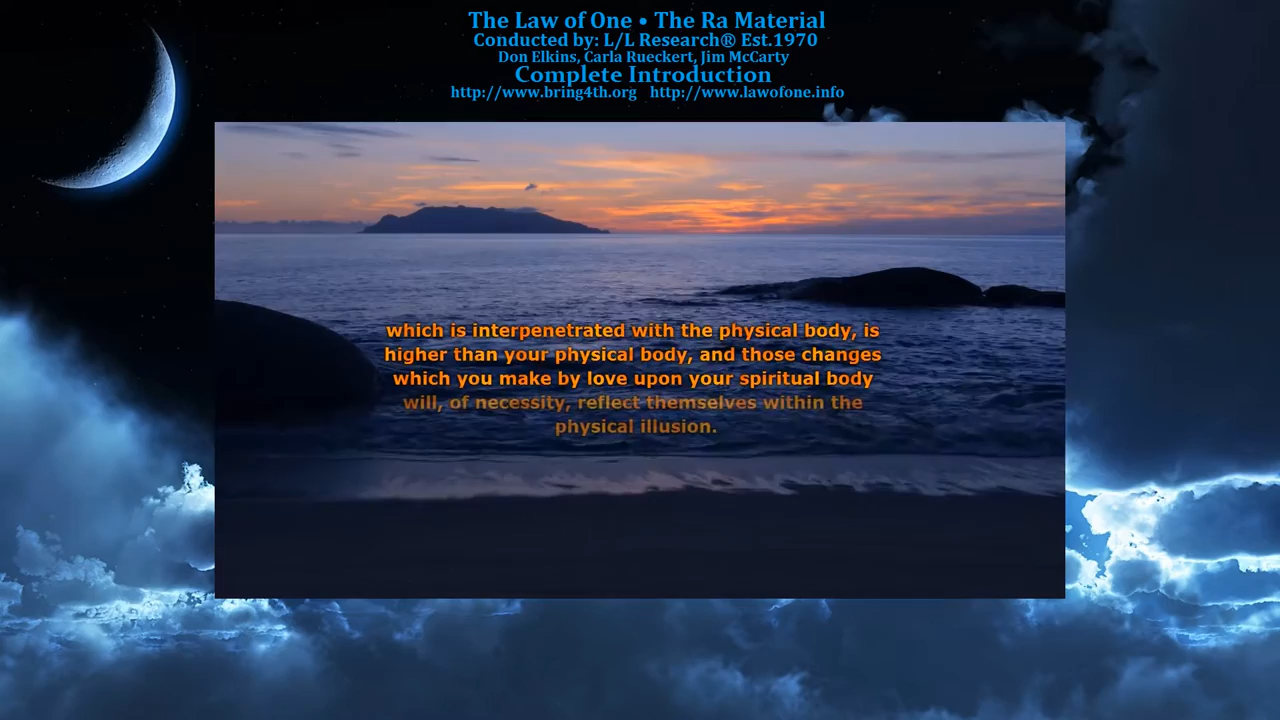 The Law of One • The Ra Material
Conducted by: L/L Research® Est.1970
Don Elkins, Carla Rueckert, Jim McCarty
Complete Introduction
http://www.bring4th.org http://www.lawofone.info
which is interpenetrated with the physical body, is
higher than your physical body, and those changes
which you make by love upon your spiritual body
will, of necessity, reflect themselves within the
physical illusion.